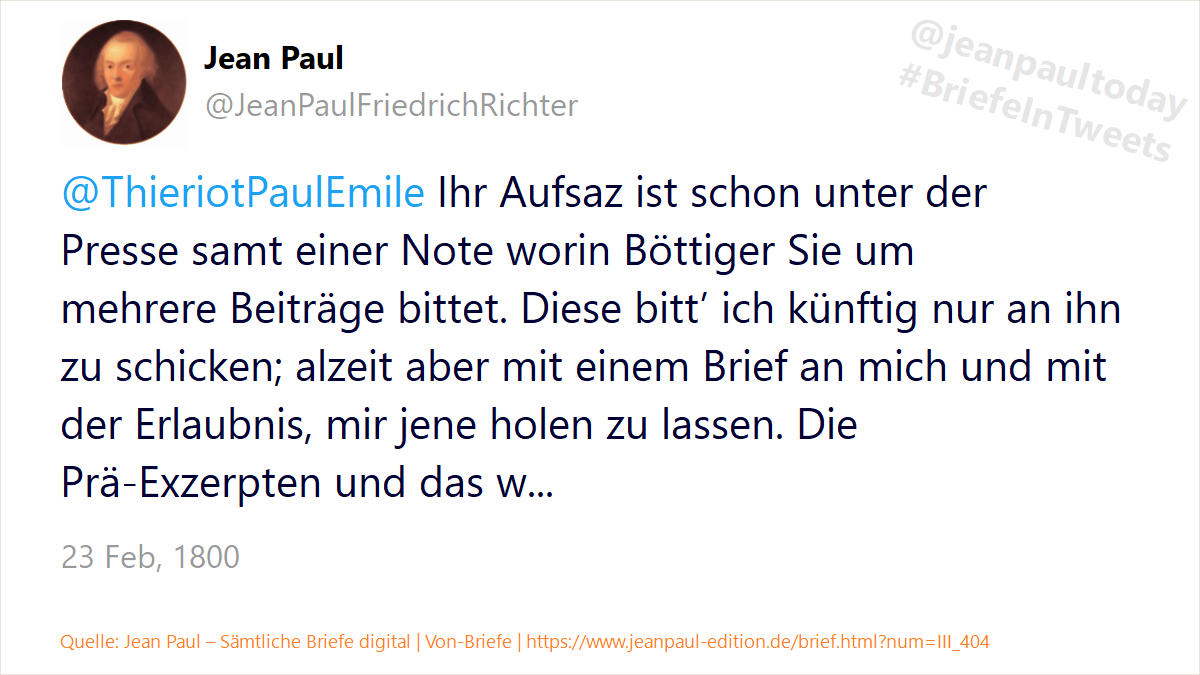 Jean Paul
@JeanPaulFriedrichRichter
@jeanpaultoday
#BriefeInTweets
@ThieriotPaulEmile Ihr Aufsaz ist schon unter der
Presse samt einer Note worin Böttiger Sie um
mehrere Beiträge bittet. Diese bitt’ ich künftig nur an ihn
zu schicken; alzeit aber mit einem Brief an mich und mit
der Erlaubnis, mir jene holen zu lassen. Die
Prä-Exzerpten und das w...
23 Feb, 1800
Quelle: Jean Paul – Sämtliche Briefe digital | Von-Briefe | https://www.jeanpaul-edition.de/brief.html?num=III_404